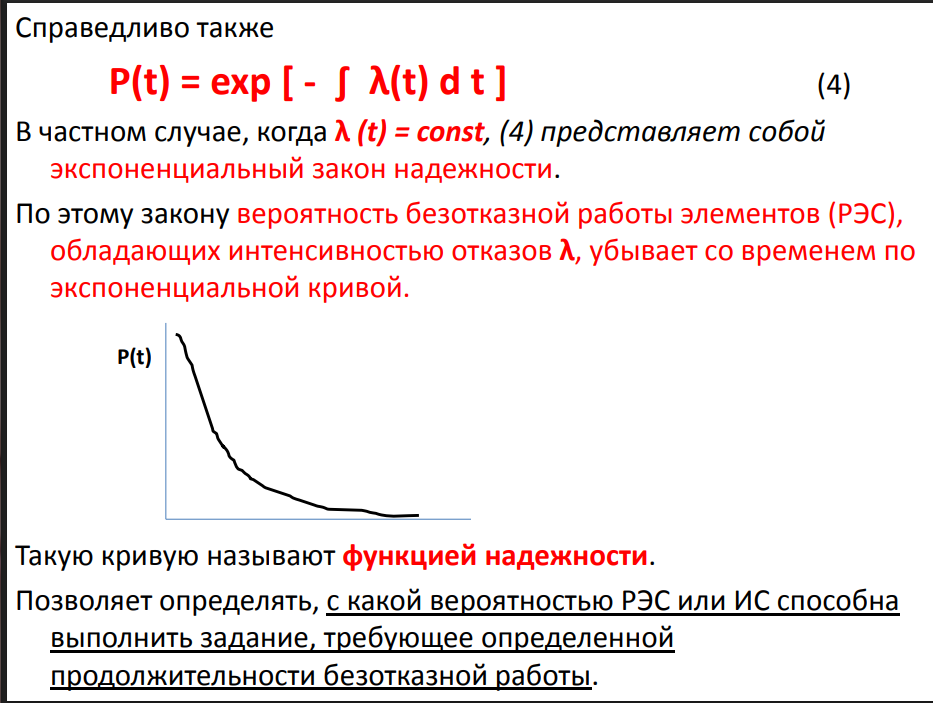 Справедливо также
P(t) = exp [ - ∫ λ(t) d t ] (4)
В частном случае, когда λ (t) = const, (4) представляет собой
экспоненциальный закон надежности.
По этому закону вероятность безотказной работы элементов (РЭС),
обладающих интенсивностью отказов λ, убывает со временем по
экспоненциальной кривой.
P(t)
Такую кривую называют функцией надежности.
Позволяет определять, с какой вероятностью РЭС или ИС способна
выполнить задание, требующее определенной
продолжительности безотказной работы.